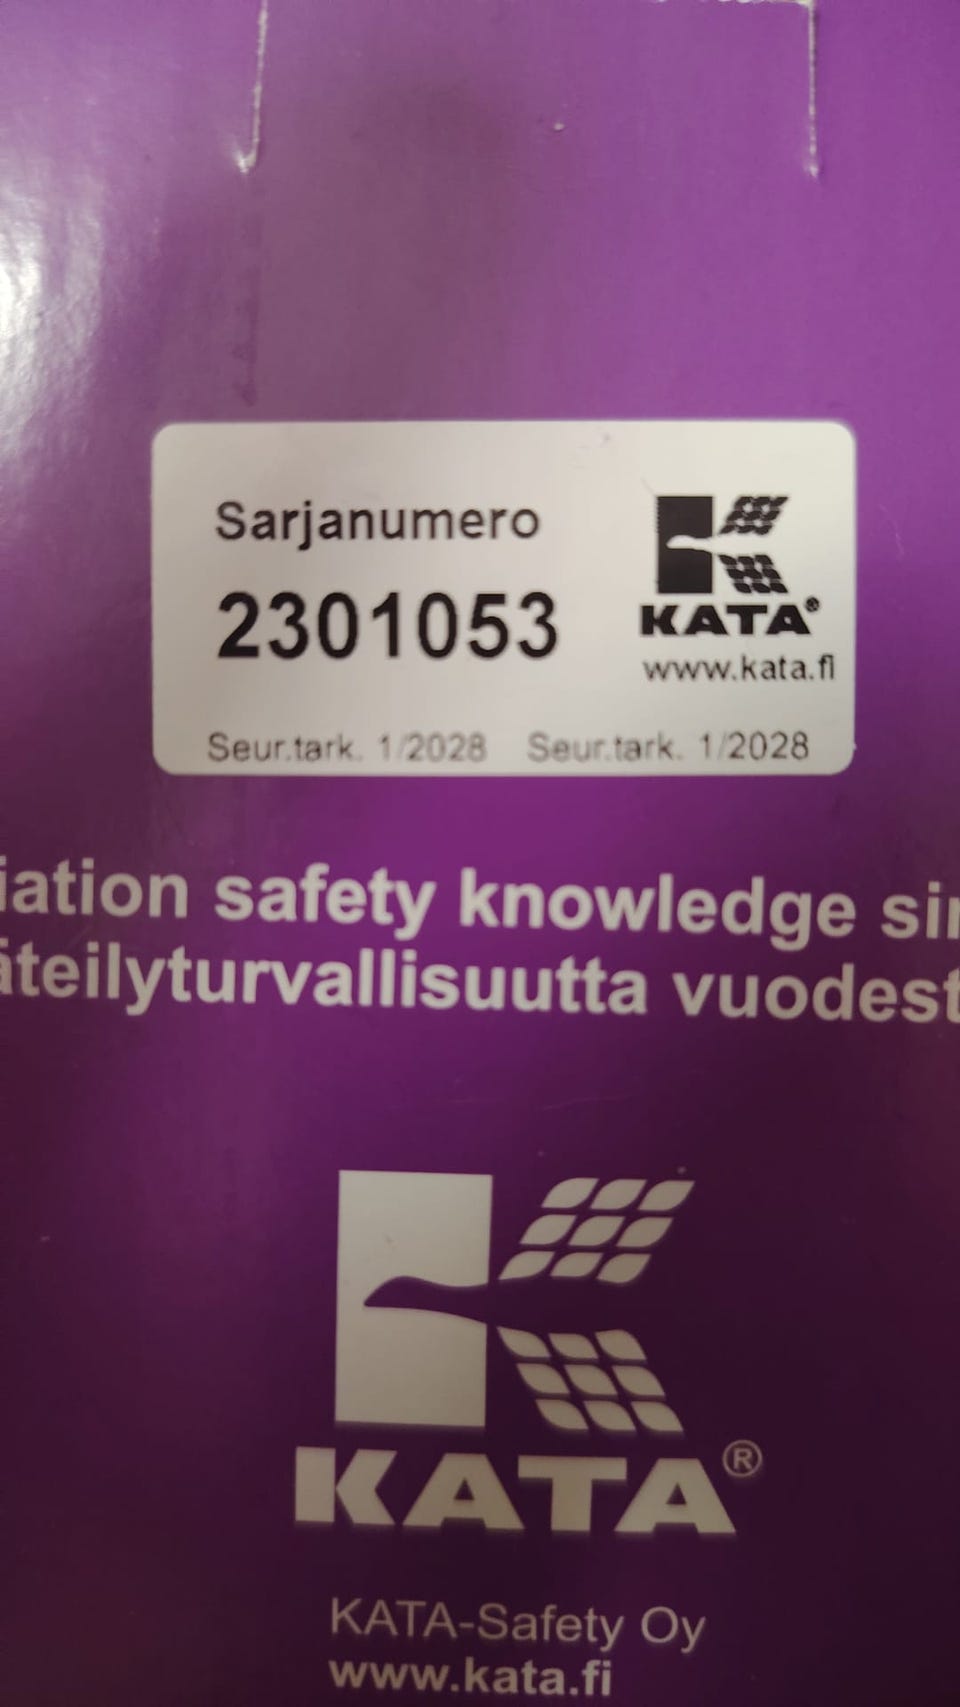 Sarjanumero
2301053
KATA®
www.kata.fi
Seur.tark. 1/2028 Seur.tark. 1/2028
iation safety knowledge sin
äteilyturvallisuutta vuodest
KATA®
KATA-Safety Oy
www.kata.fi